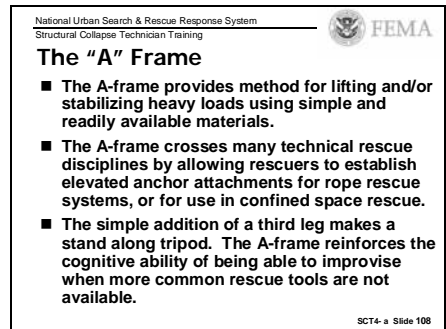 National Urban Search & Rescue Response System
Structural Collapse Technician Training
FEMA
The “A” Frame
■ The A-frame provides method for lifting and/or
stabilizing heavy loads using simple and
readily available materials.
■ The A-frame crosses many technical rescue
disciplines by allowing rescuers to establish
elevated anchor attachments for rope rescue
systems, or for use in confined space rescue.
■ The simple addition of a third leg makes a
stand along tripod. The A-frame reinforces the
cognitive ability of being able to improvise
when more common rescue tools are not
available.
SCT4- a Slide 108